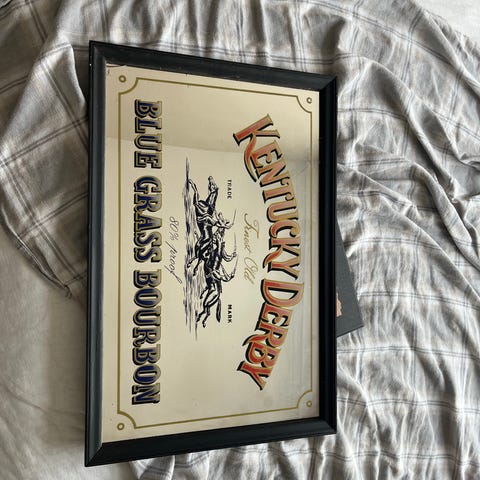 KENTUCKY DERBY
Finest Old
TRADE MARK
80% proof
BLUE GRASS BOURBON